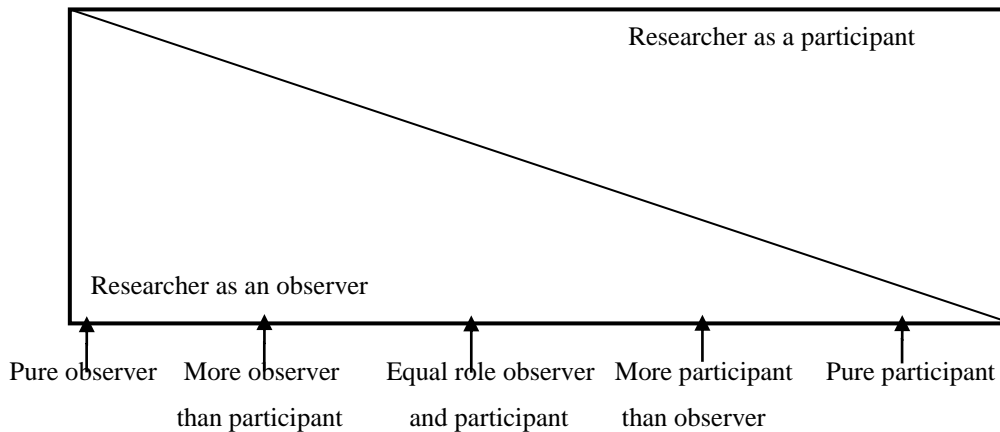 Researcher as a participant
Researcher as an observer
Pure observer
More observer
than participant
Equal role observer
and participant
More participant
than observer
Pure participant